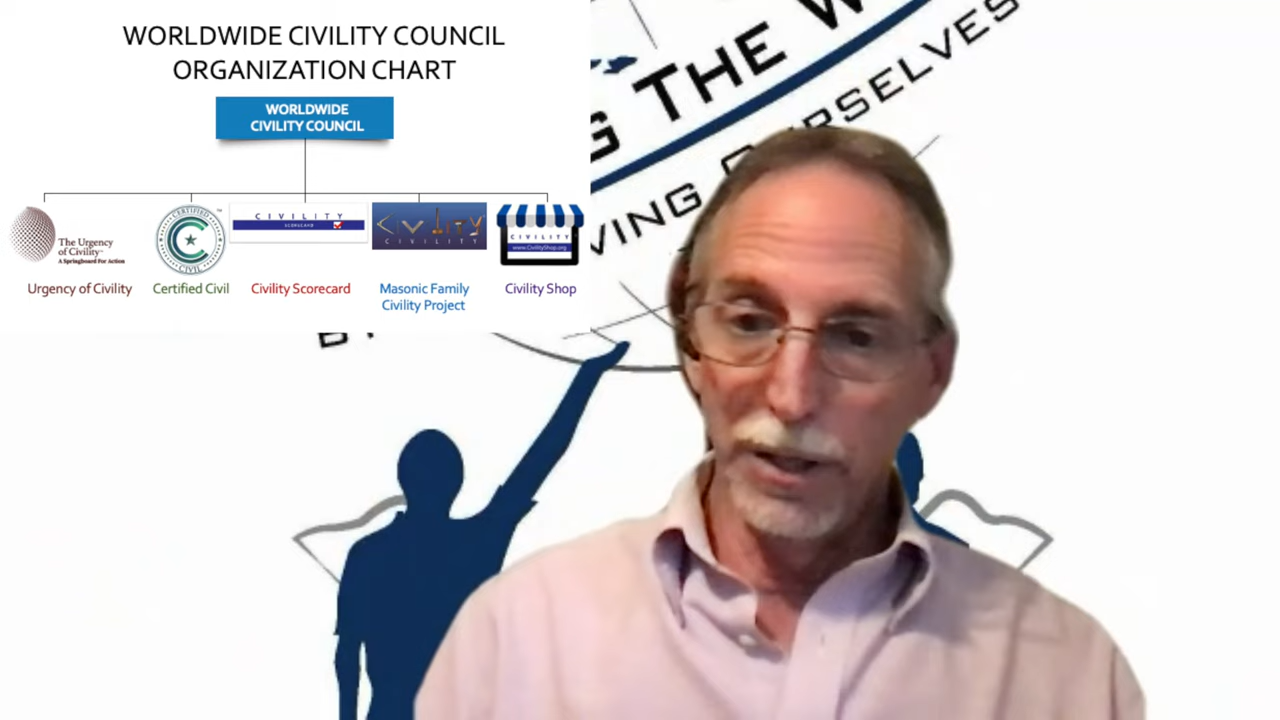 WORLDWIDE CIVILITY COUNCIL
ORGANIZATION CHART
WORLDWIDE
CIVILITY COUNCIL
The Urgency
of Civility™
A Springboard For Action
CERTIFIED
CIVIL
CIVILITY
SCORECARD
CIVILITY
CIVILITY
CIVILITY
www.CivilityShop.org
Urgency of Civility
Certified Civil
Civility Scorecard
Masonic Family
Civility Project
Civility Shop
G THE W
VING OURSELVES